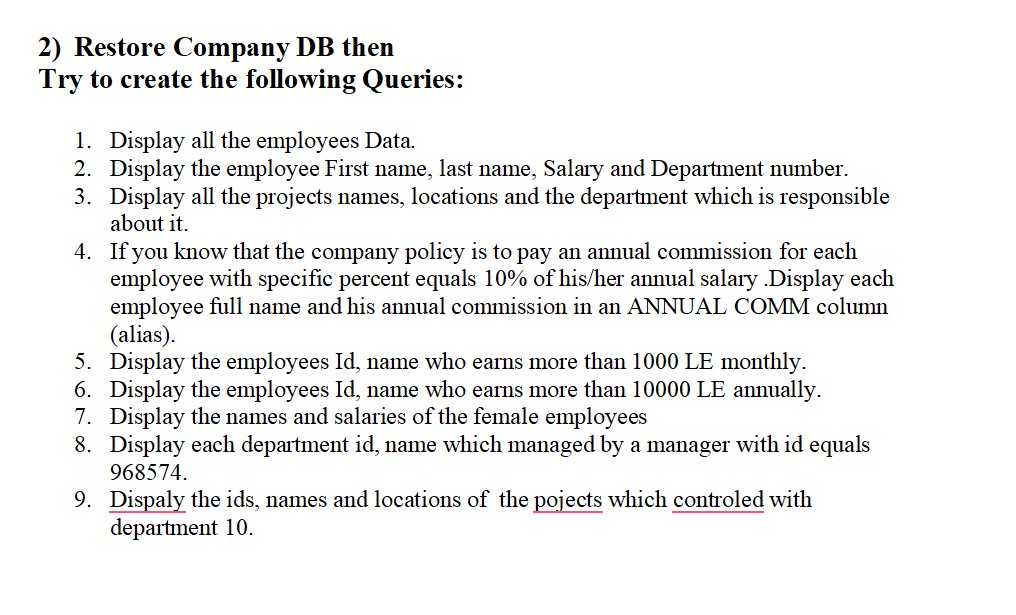 2) Restore Company DB then
Try to create the following Queries:
1. Display all the employees Data.
2. Display the employee First name, last name, Salary and Department number.
3. Display all the projects names, locations and the department which is responsible
about it.
4. If you know that the company policy is to pay an annual commission for each
employee with specific percent equals 10% of his/her annual salary .Display each
employee full name and his annual commission in an ANNUAL COMM column
(alias).
5. Display the employees Id, name who earns more than 1000 LE monthly.
6. Display the employees Id, name who earns more than 10000 LE annually.
7. Display the names and salaries of the female employees
8. Display each department id, name which managed by a manager with id equals
968574.
9. Dispaly the ids, names and locations of  the pojects which controled with
department 10.